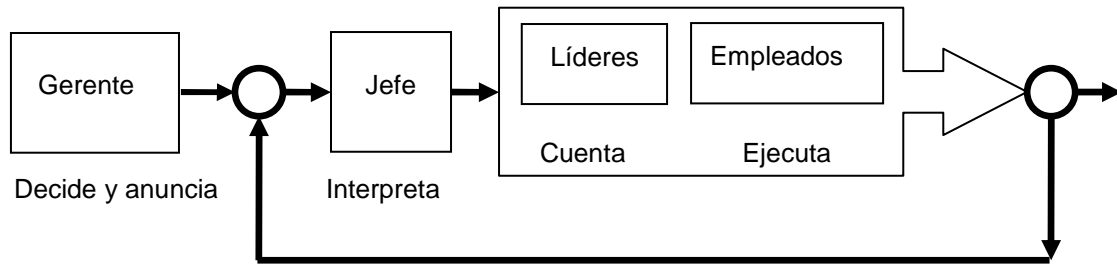 Gerente
Jefe
Líderes
Empleados
Cuenta
Ejecuta
Decide y anuncia
Interpreta